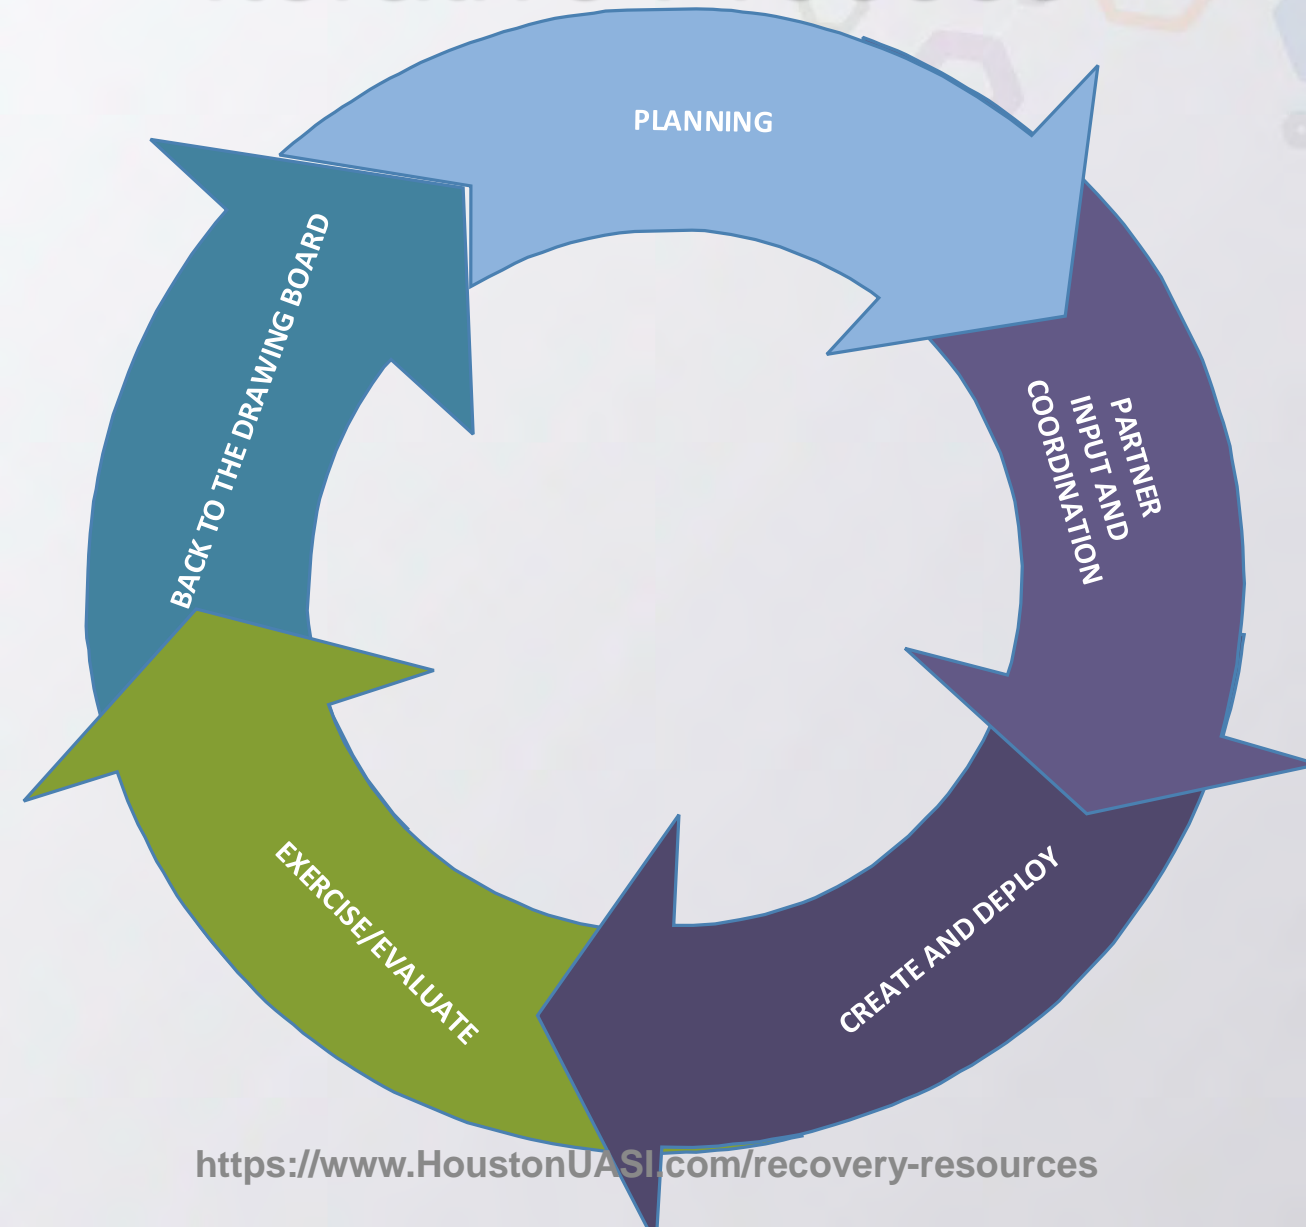 PLANNING
PARTNER
INPUT AND
COORDINATION
CREATE AND DEPLOY
EXERCISE/EVALUATE
BACK TO THE DRAWING BOARD
https://www.HoustonUASI.com/recovery-resources